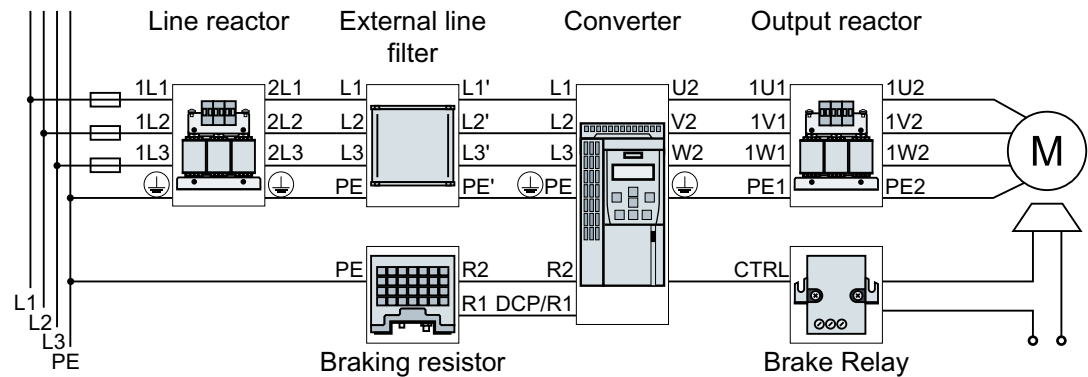 Line reactor External line filter Converter Output reactor
1L1 2L1 L1 L1' L1 U2 1U1 1U2
1L2 2L2 L2 L2' L2 V2 1V1 1V2
M
1L3 2L3 L3 L3' L3 W2 1W1 1W2
PE PE' PE PE1 PE2
PE R2 R2 CTRL
R1 DCP/R1
L1
L2
L3
PE
Braking resistor Brake Relay